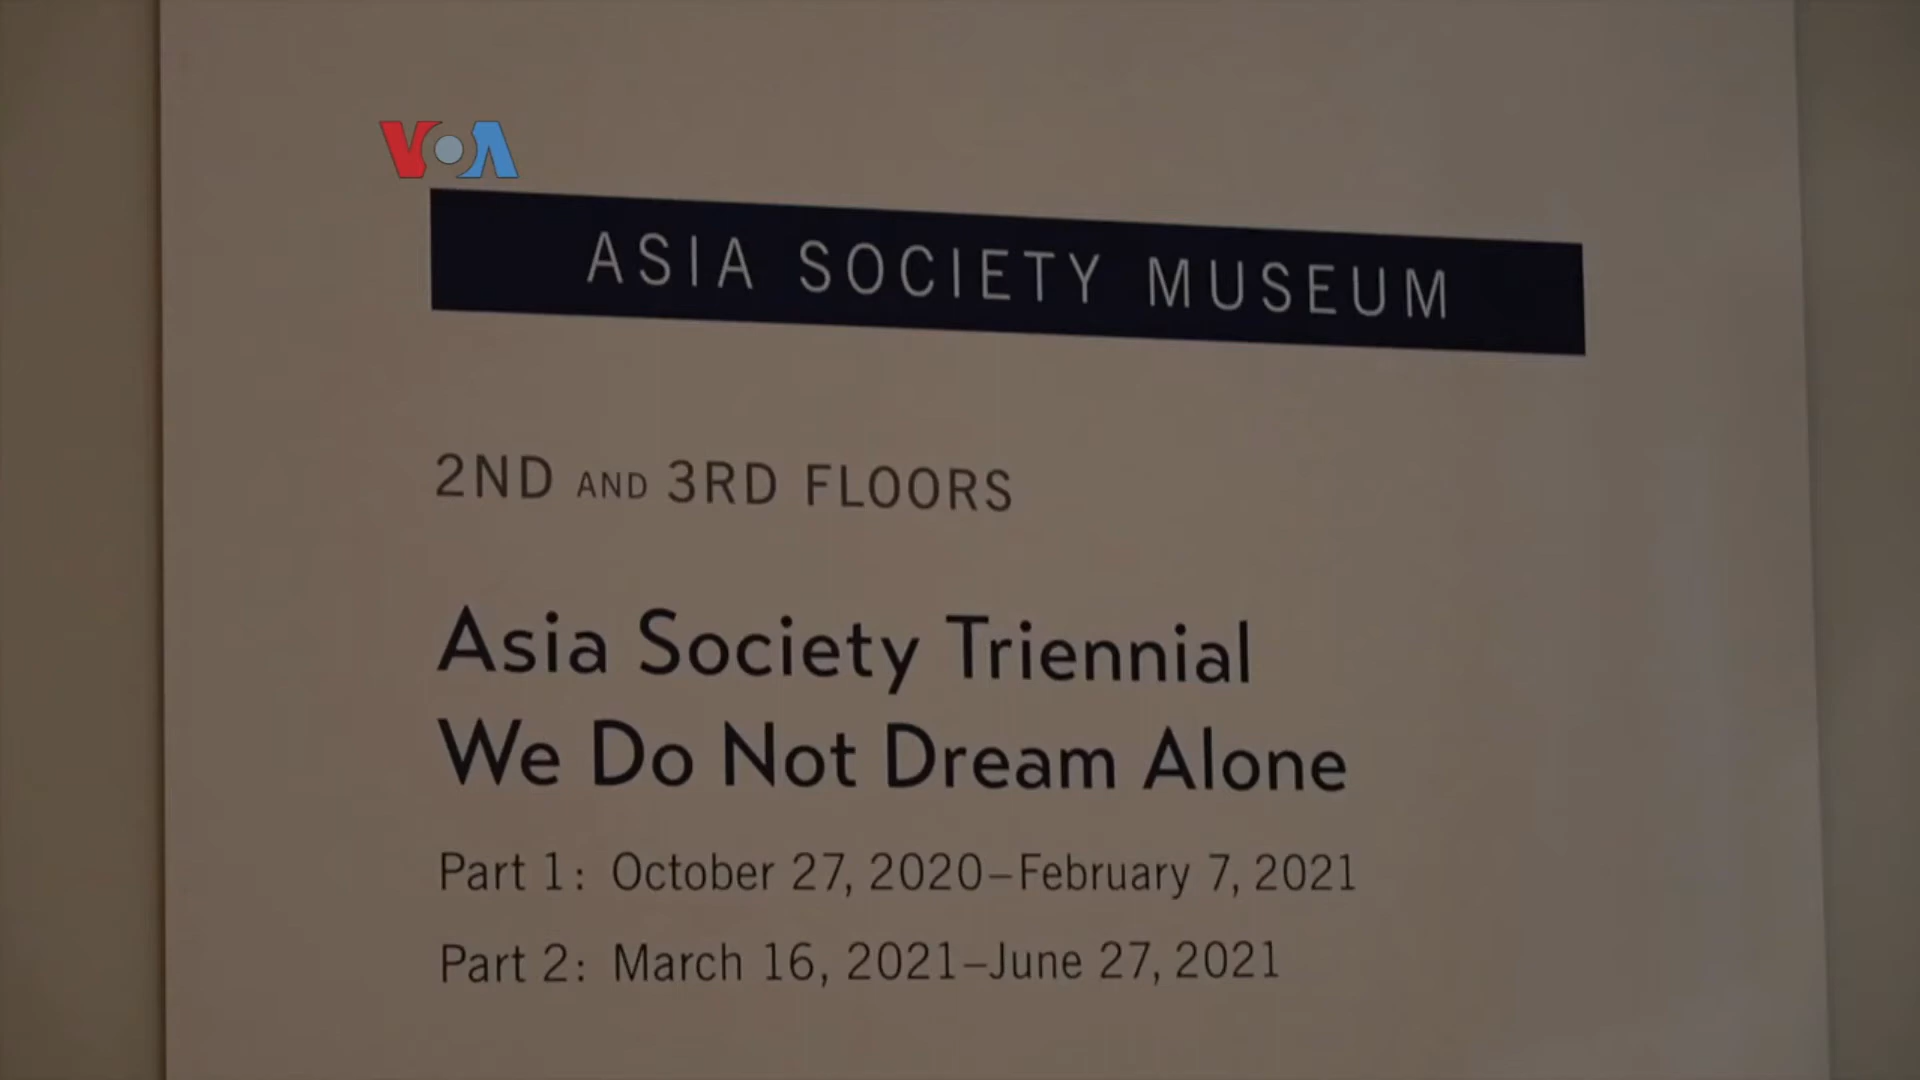 VOA
ASIA SOCIETY MUSEUM
2ND AND 3RD FLOORS
Asia Society Triennial
We Do Not Dream Alone
Part 1: October 27, 2020–February 7, 2021
Part 2: March 16, 2021–June 27, 2021